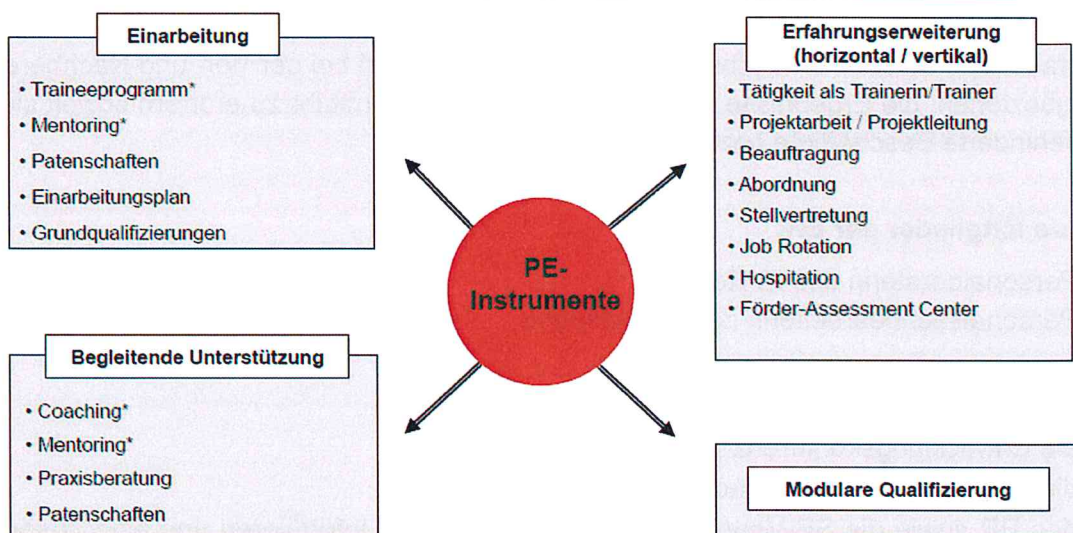 Einarbeitung
• Traineeprogramm*
• Mentoring*
• Patenschaften
• Einarbeitungsplan
• Grundqualifizierungen
Erfahrungserweiterung
(horizontal / vertikal)
• Tätigkeit als Trainerin/Trainer
• Projektarbeit / Projektleitung
• Beauftragung
• Abordnung
• Stellvertretung
• Job Rotation
• Hospitation
• Förder-Assessment Center
PE-
Instrumente
Begleitende Unterstützung
• Coaching*
• Mentoring*
• Praxisberatung
• Patenschaften
Modulare Qualifizierung